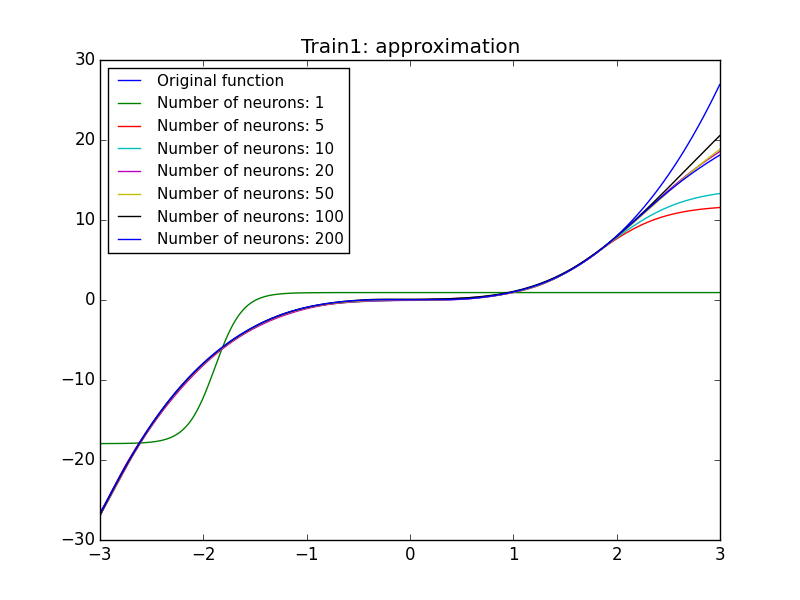 Train1: approximation
30
20
10
0
−10
−20
−30
Original function
Number of neurons: 1
Number of neurons: 5
Number of neurons: 10
Number of neurons: 20
Number of neurons: 50
Number of neurons: 100
Number of neurons: 200
−3 −2 −1 0 1 2 3